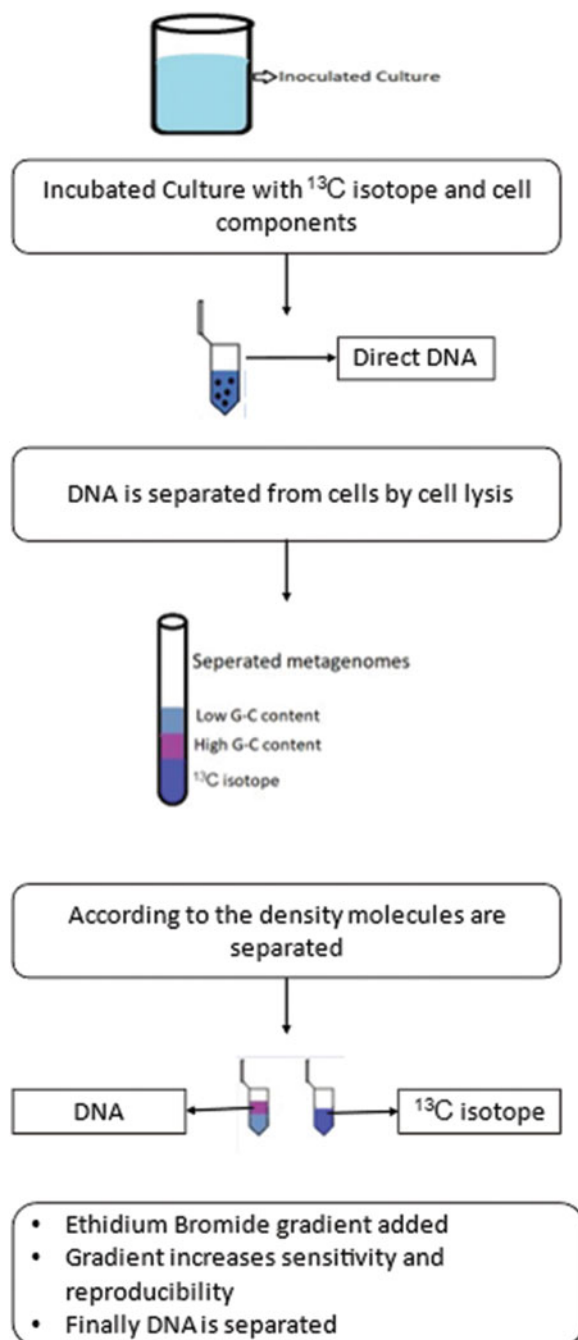 Inoculated Culture
Incubated Culture with ¹³C isotope and cell
components
Direct DNA
DNA is separated from cells by cell lysis
Seperated metagenomes
Low G-C content
High G-C content
¹³C isotope
According to the density molecules are
separated
DNA
¹³C isotope
• Ethidium Bromide gradient added
• Gradient increases sensitivity and
reproducibility
• Finally DNA is separated